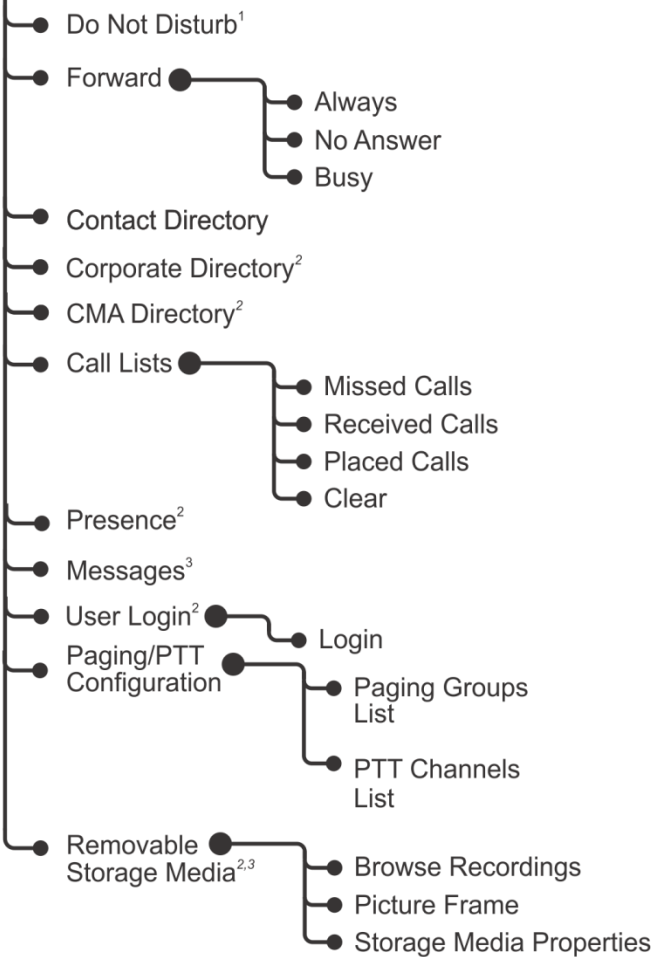 Do Not Disturb¹
Forward
Always
No Answer
Busy
Contact Directory
Corporate Directory²
CMA Directory²
Call Lists
Missed Calls
Received Calls
Placed Calls
Clear
Presence²
Messages³
User Login²
Login
Paging/PTT
Configuration
Paging Groups
List
PTT Channels
List
Removable
Storage Media²,³
Browse Recordings
Picture Frame
Storage Media Properties